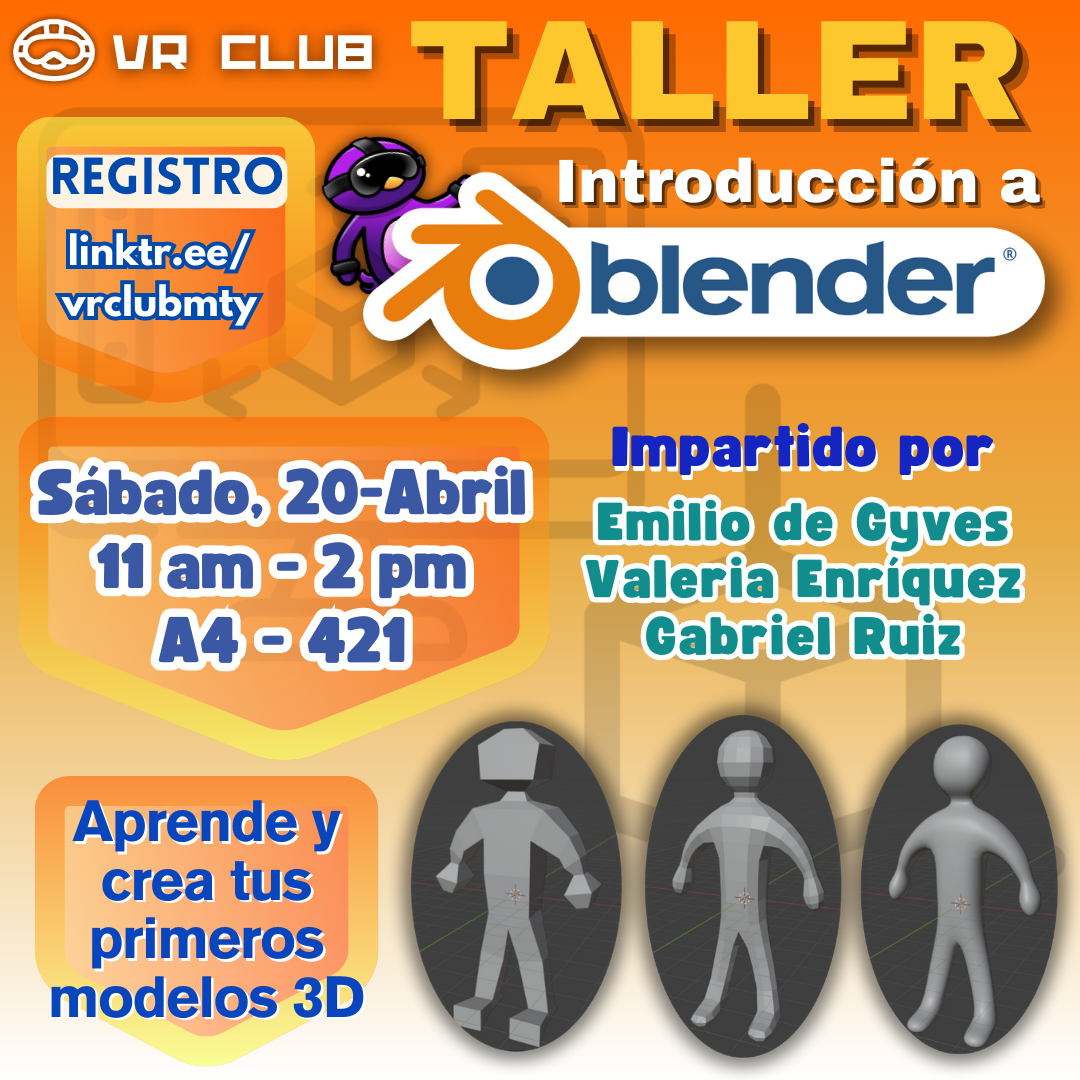 VR CLUB
TALLER
Introducción a
blender®
REGISTRO
linktr.ee/
vrclubmty
Sábado, 20-Abril
11 am - 2 pm
A4 - 421
Impartido por
Emilio de Gyves
Valeria Enríquez
Gabriel Ruiz
Aprende y
crea tus
primeros
modelos 3D